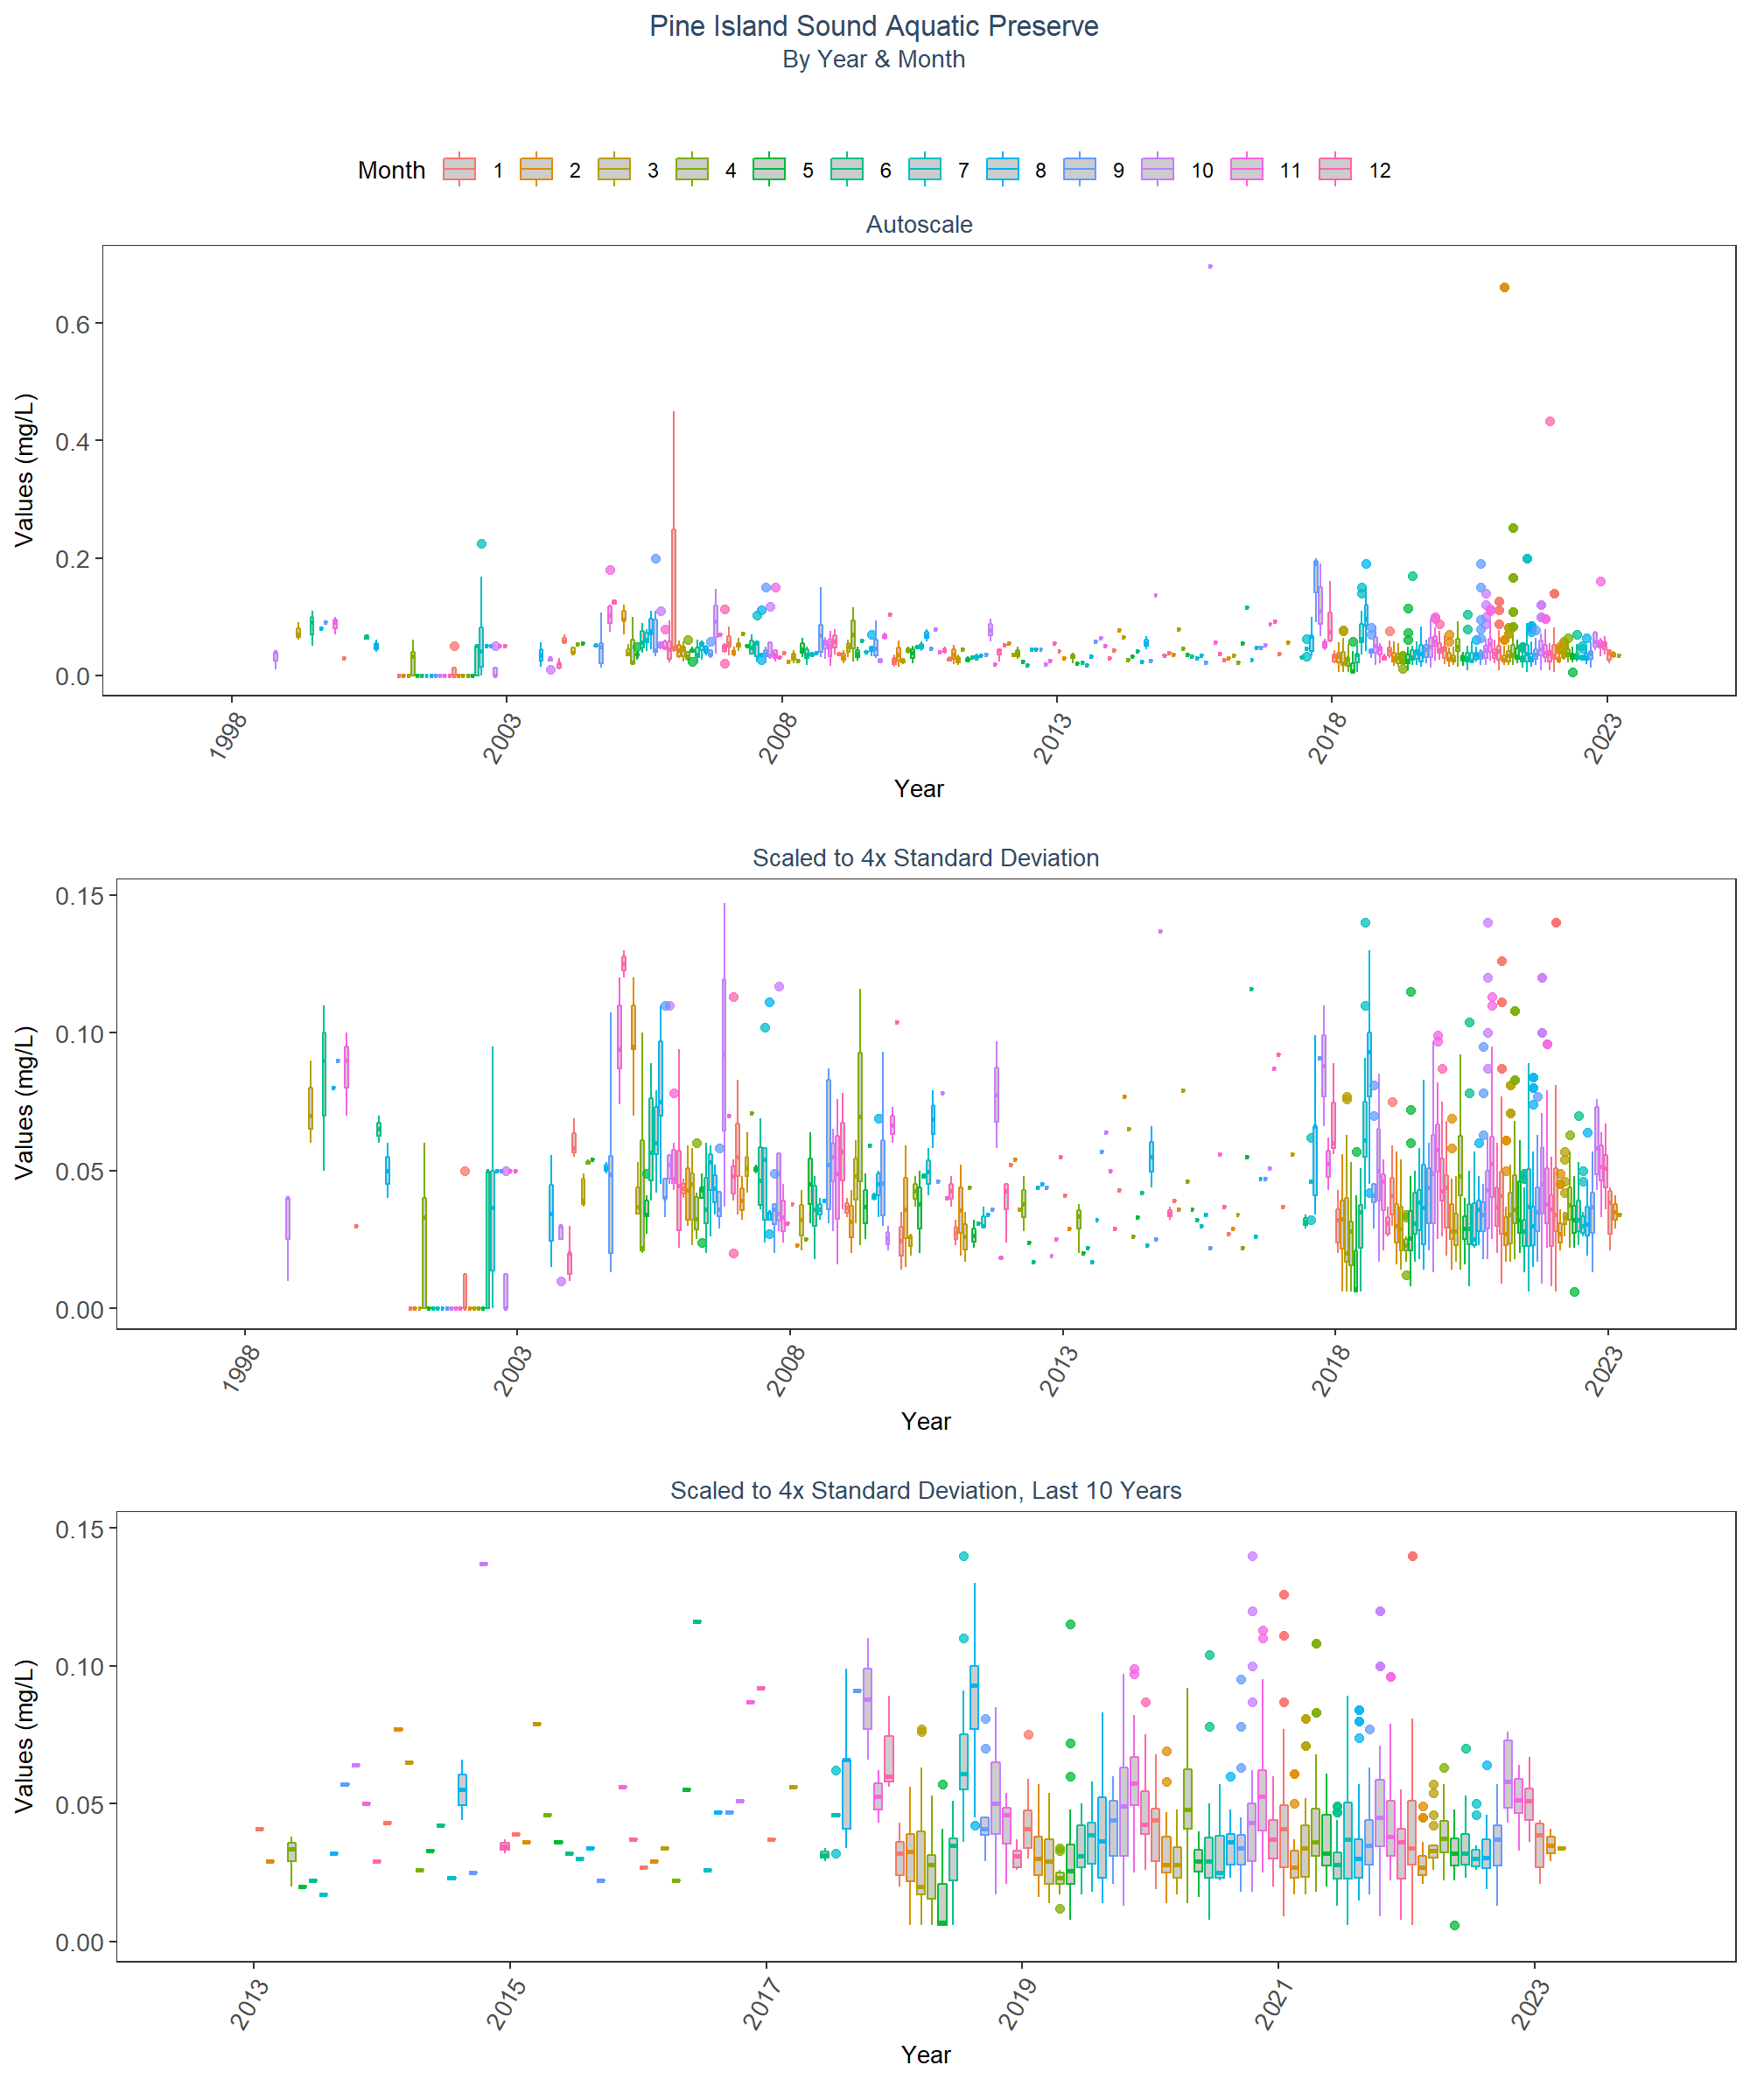 Pine Island Sound Aquatic Preserve
By Year & Month
Month 1 2 3 4 5 6 7 8 9 10 11 12
Autoscale
Values (mg/L)
0.6
0.4
0.2
0.0
1998 2003 2008 2013 2018 2023
Year
Scaled to 4x Standard Deviation
Values (mg/L)
0.15
0.10
0.05
0.00
1998 2003 2008 2013 2018 2023
Year
Scaled to 4x Standard Deviation, Last 10 Years
Values (mg/L)
0.15
0.10
0.05
0.00
2013 2015 2017 2019 2021 2023
Year